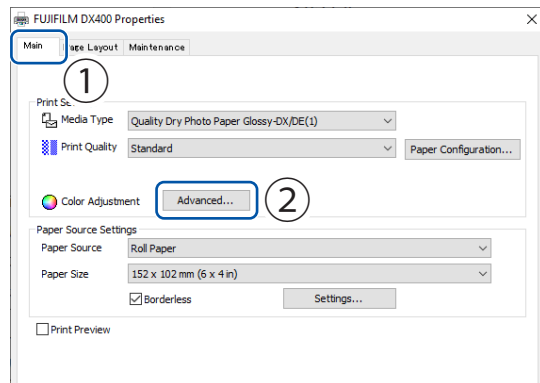 FUJIFILM DX400 Properties
Main Page Layout Maintenance
1
Print Se
Media Type Quality Dry Photo Paper Glossy-DX/DE(1)
Print Quality Standard Paper Configuration...
Color Adjustment Advanced... 2
Paper Source Settings
Paper Source Roll Paper
Paper Size 152 x 102 mm (6 x 4 in)
Borderless Settings...
Print Preview